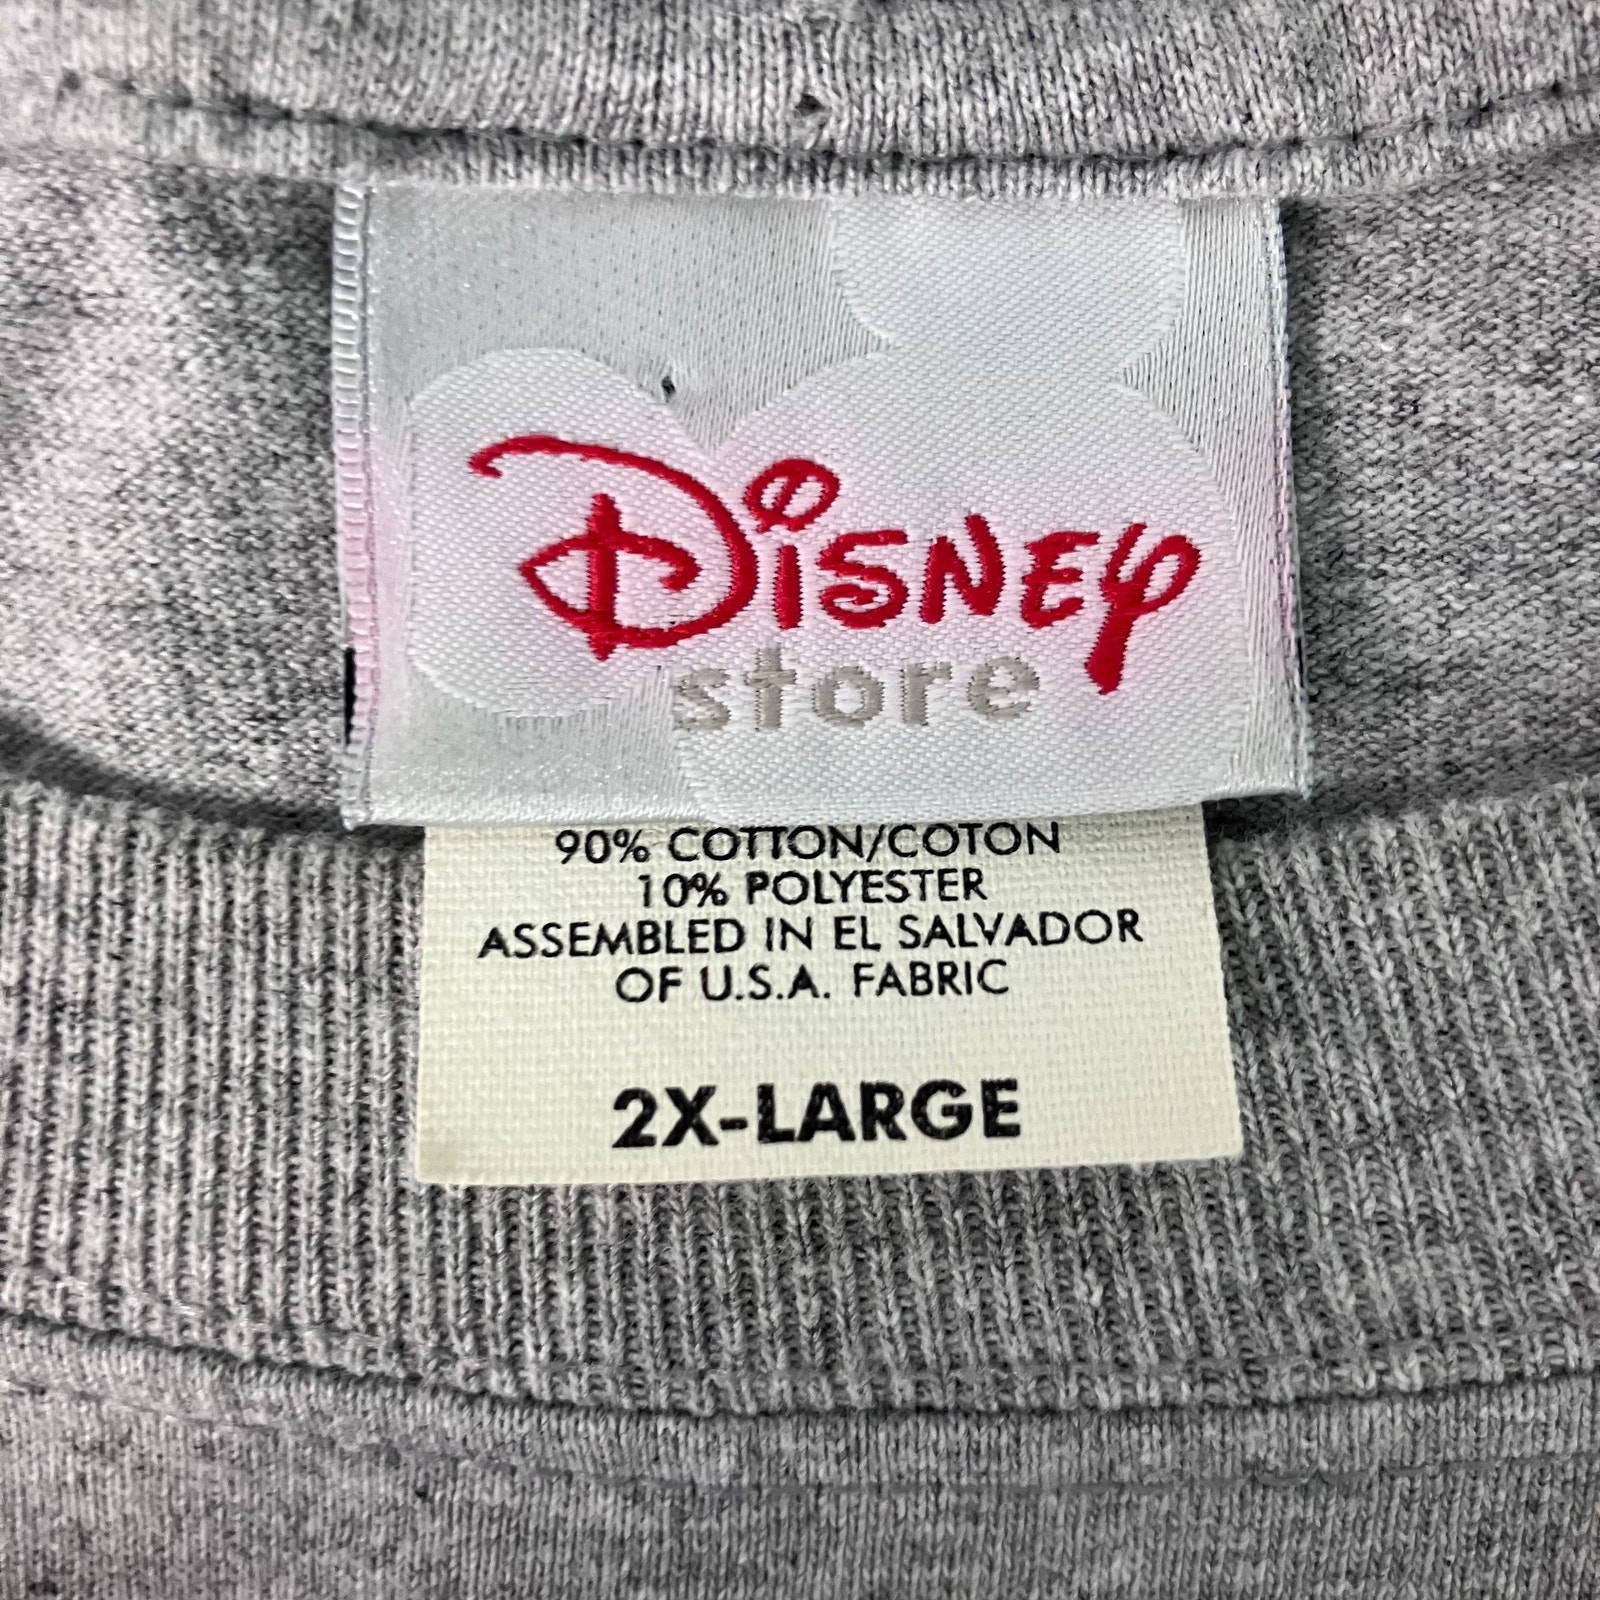 Disney
store
90% COTTON/COTON
10% POLYESTER
ASSEMBLED IN EL SALVADOR
OF U.S.A. FABRIC
2X-LARGE